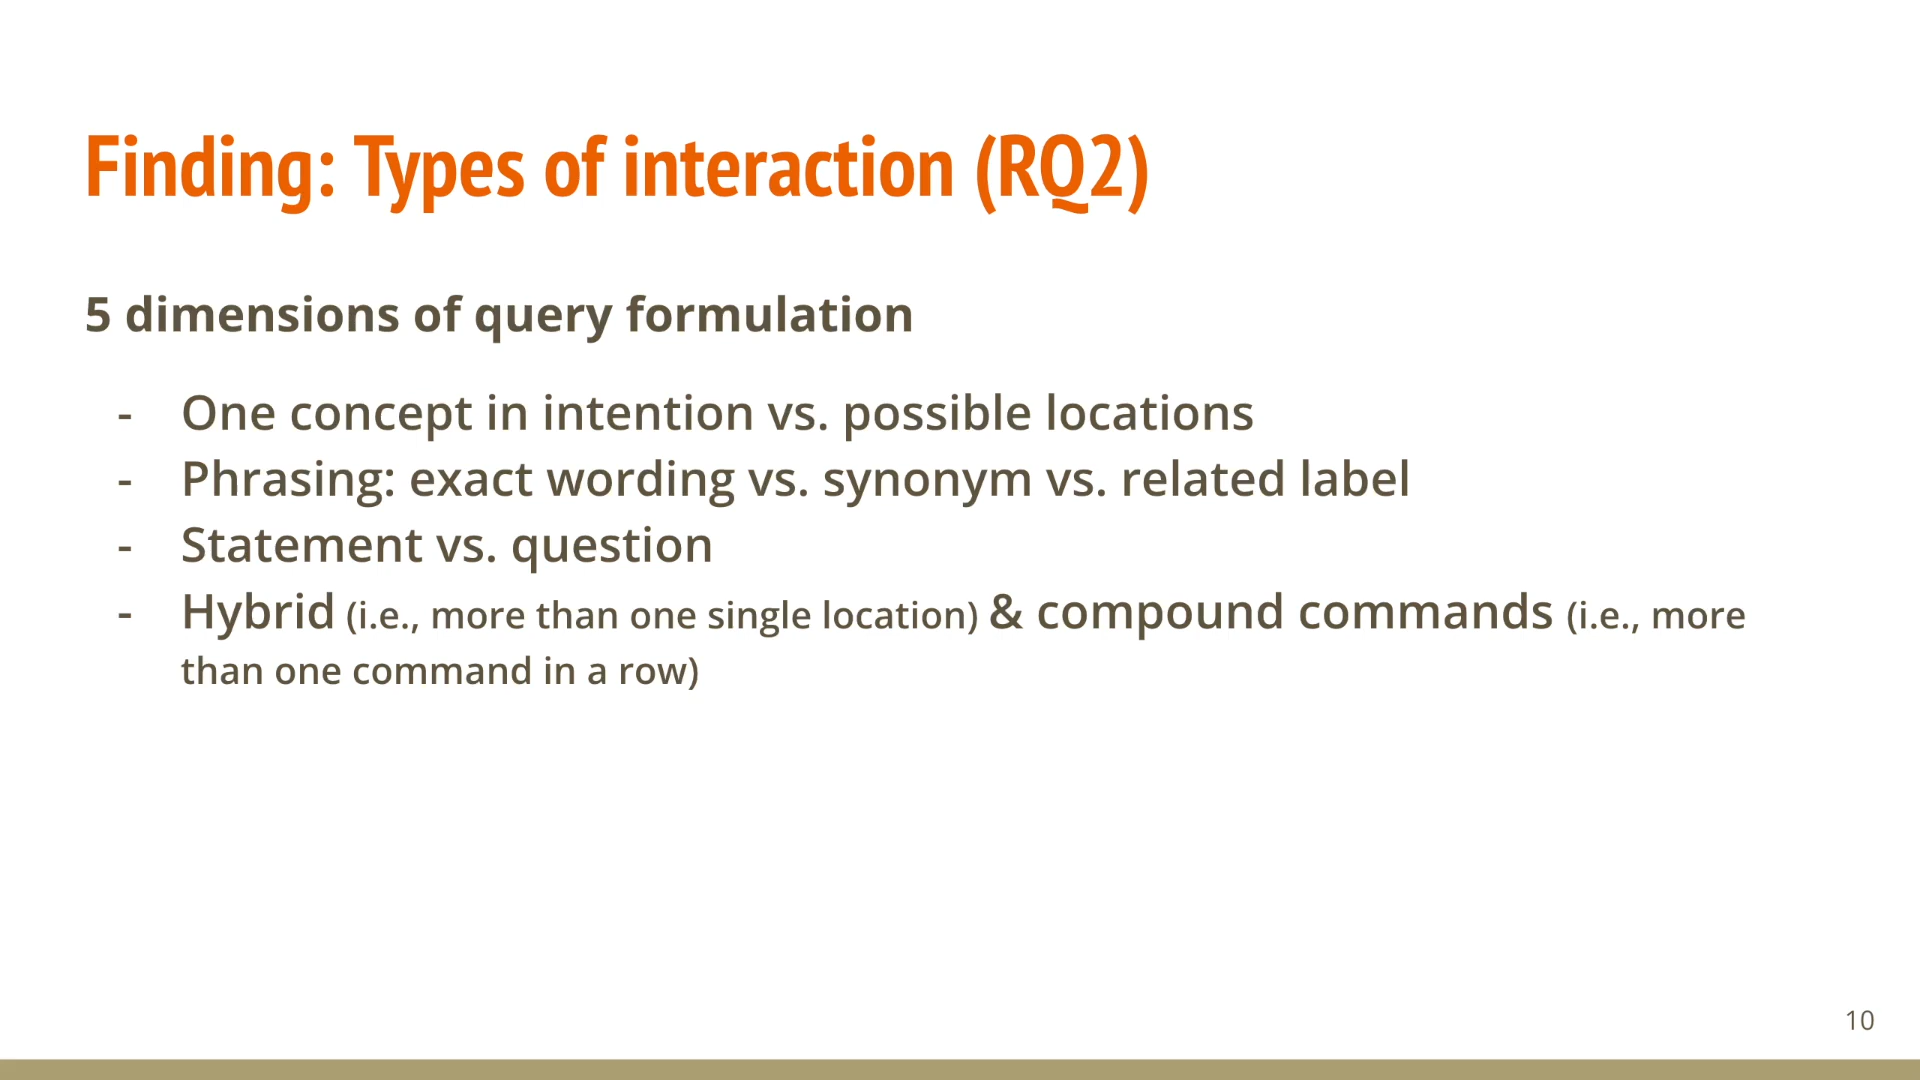 Finding: Types of interaction (RQ2)
5 dimensions of query formulation
- One concept in intention vs. possible locations
- Phrasing: exact wording vs. synonym vs. related label
- Statement vs. question
- Hybrid (i.e., more than one single location) & compound commands (i.e., more
than one command in a row)
10